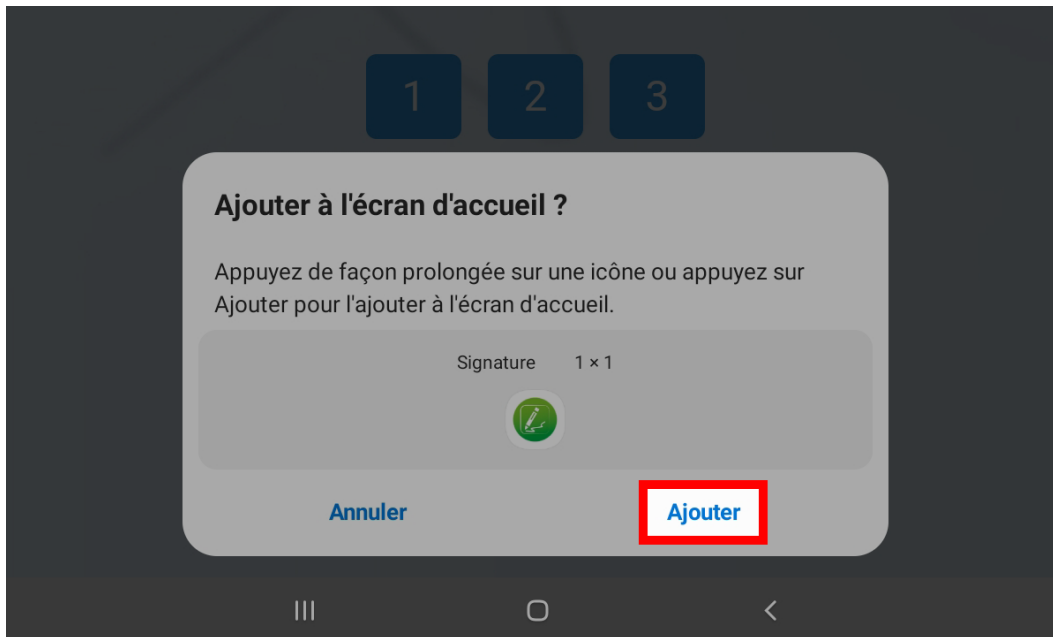 1 2 3
Ajouter à l'écran d'accueil ?
Appuyez de façon prolongée sur une icône ou appuyez sur
Ajouter pour l'ajouter à l'écran d'accueil.
Signature 1 × 1
Annuler Ajouter